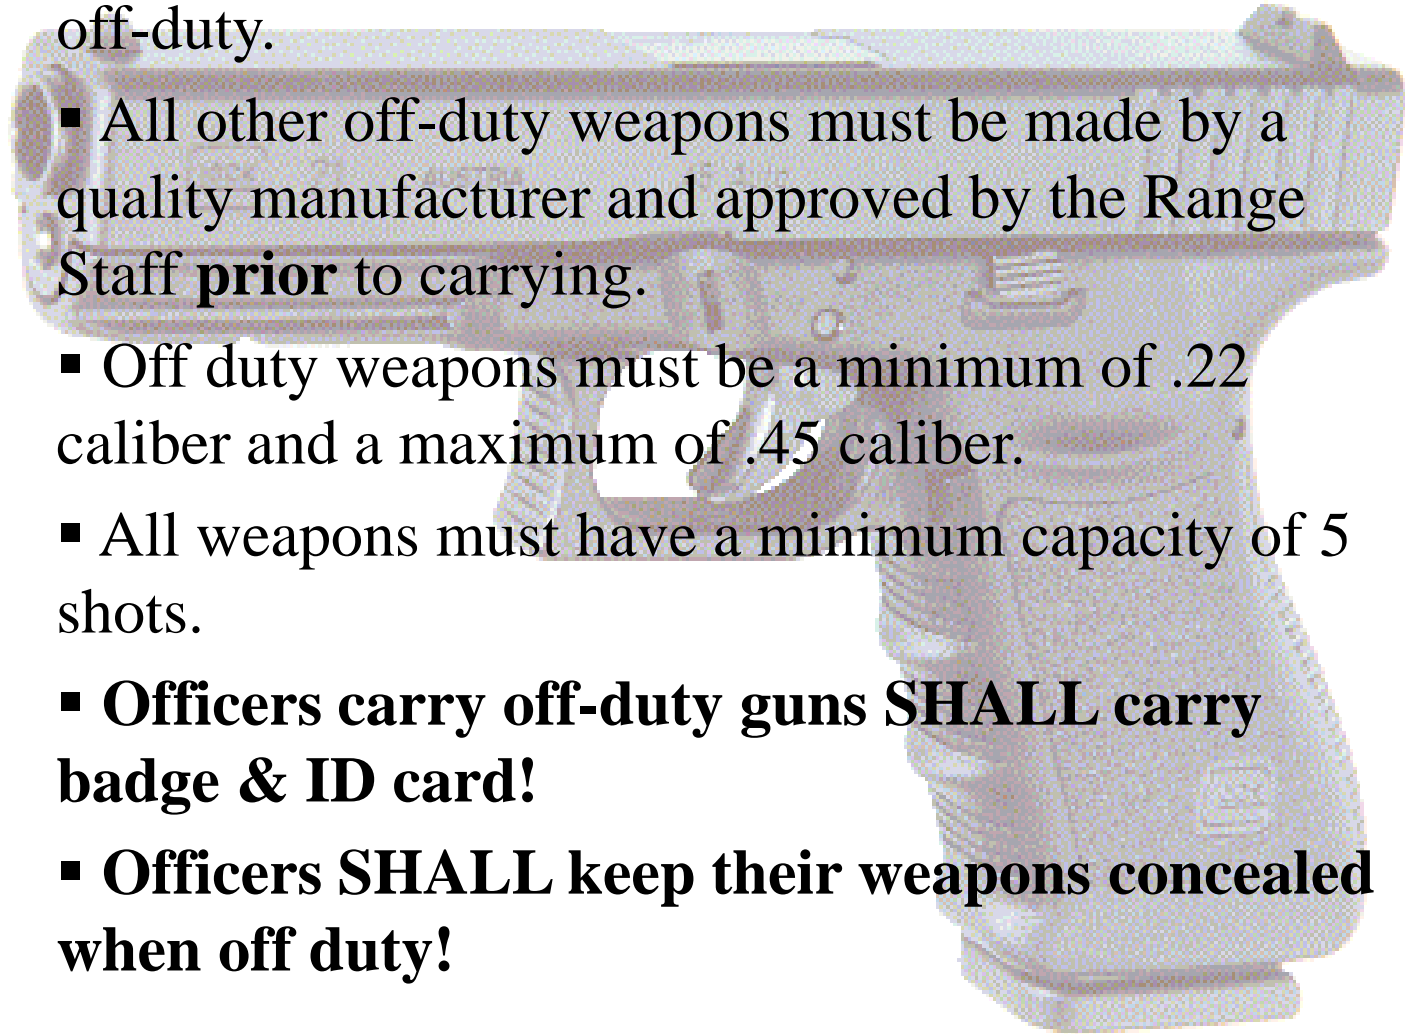 off-duty.
▪ All other off-duty weapons must be made by a
quality manufacturer and approved by the Range
Staff prior to carrying.
▪ Off duty weapons must be a minimum of .22
caliber and a maximum of .45 caliber.
▪ All weapons must have a minimum capacity of 5
shots.
▪ Officers carry off-duty guns SHALL carry
badge & ID card!
▪ Officers SHALL keep their weapons concealed
when off duty!
AUSTRIA